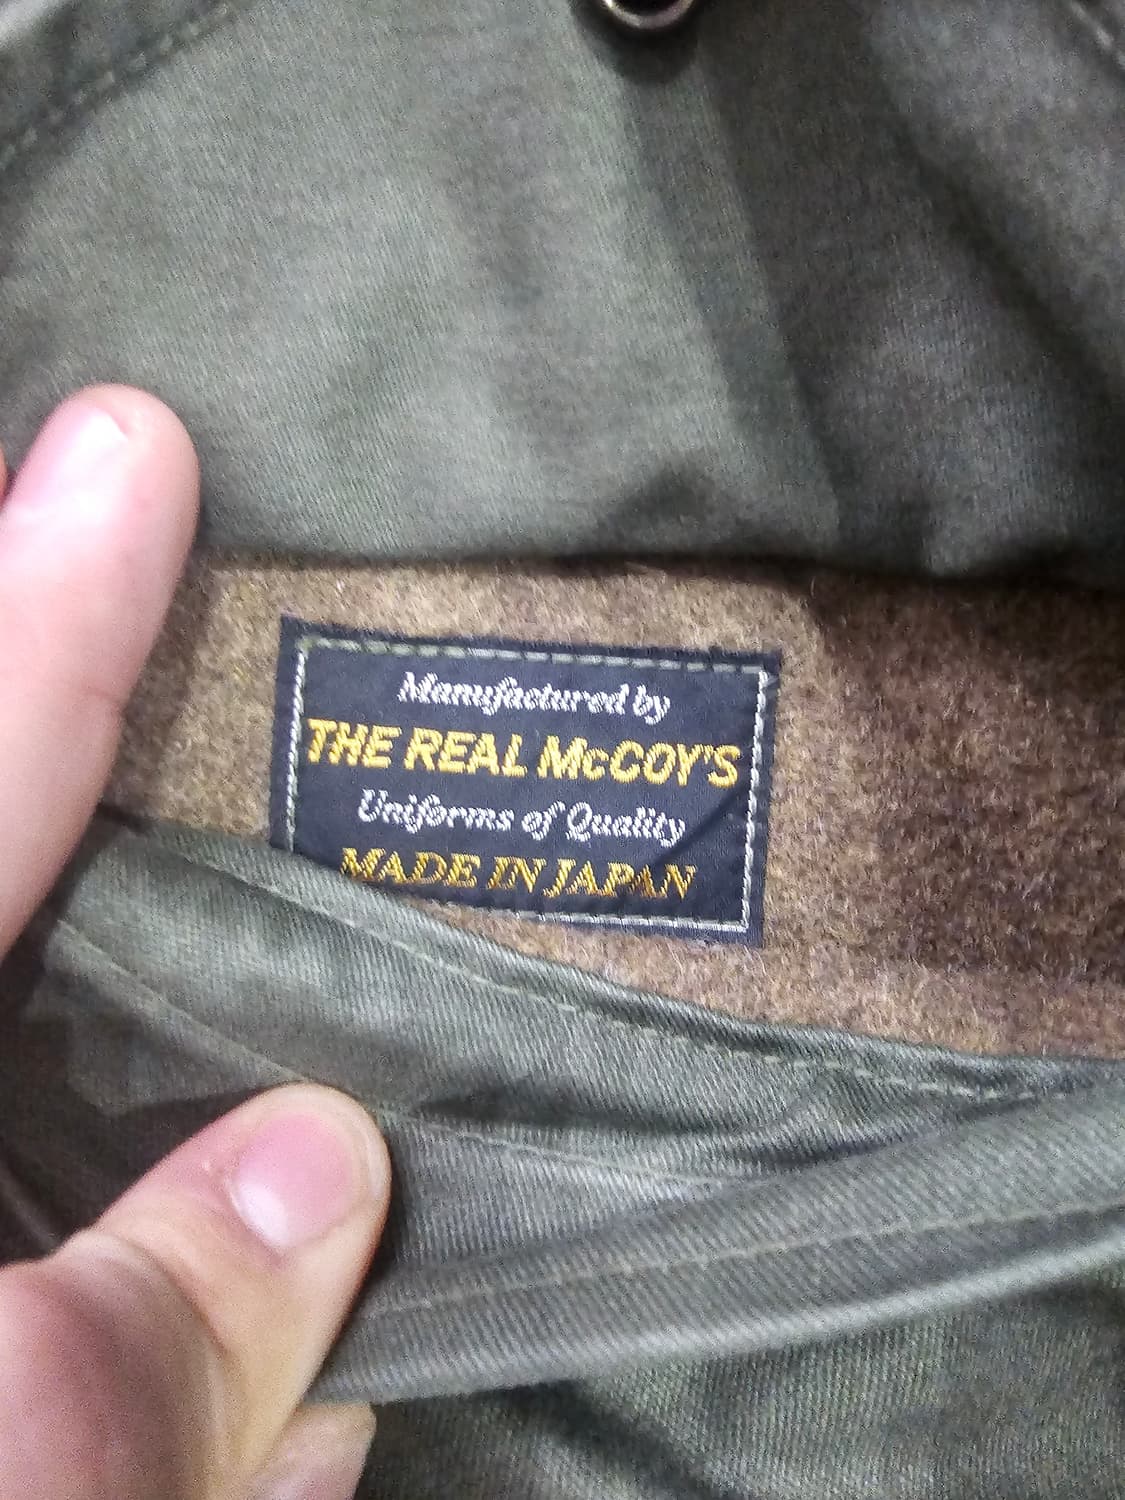 Manufactured by
THE REAL McCOY'S
Uniforms of Quality
MADE IN JAPAN